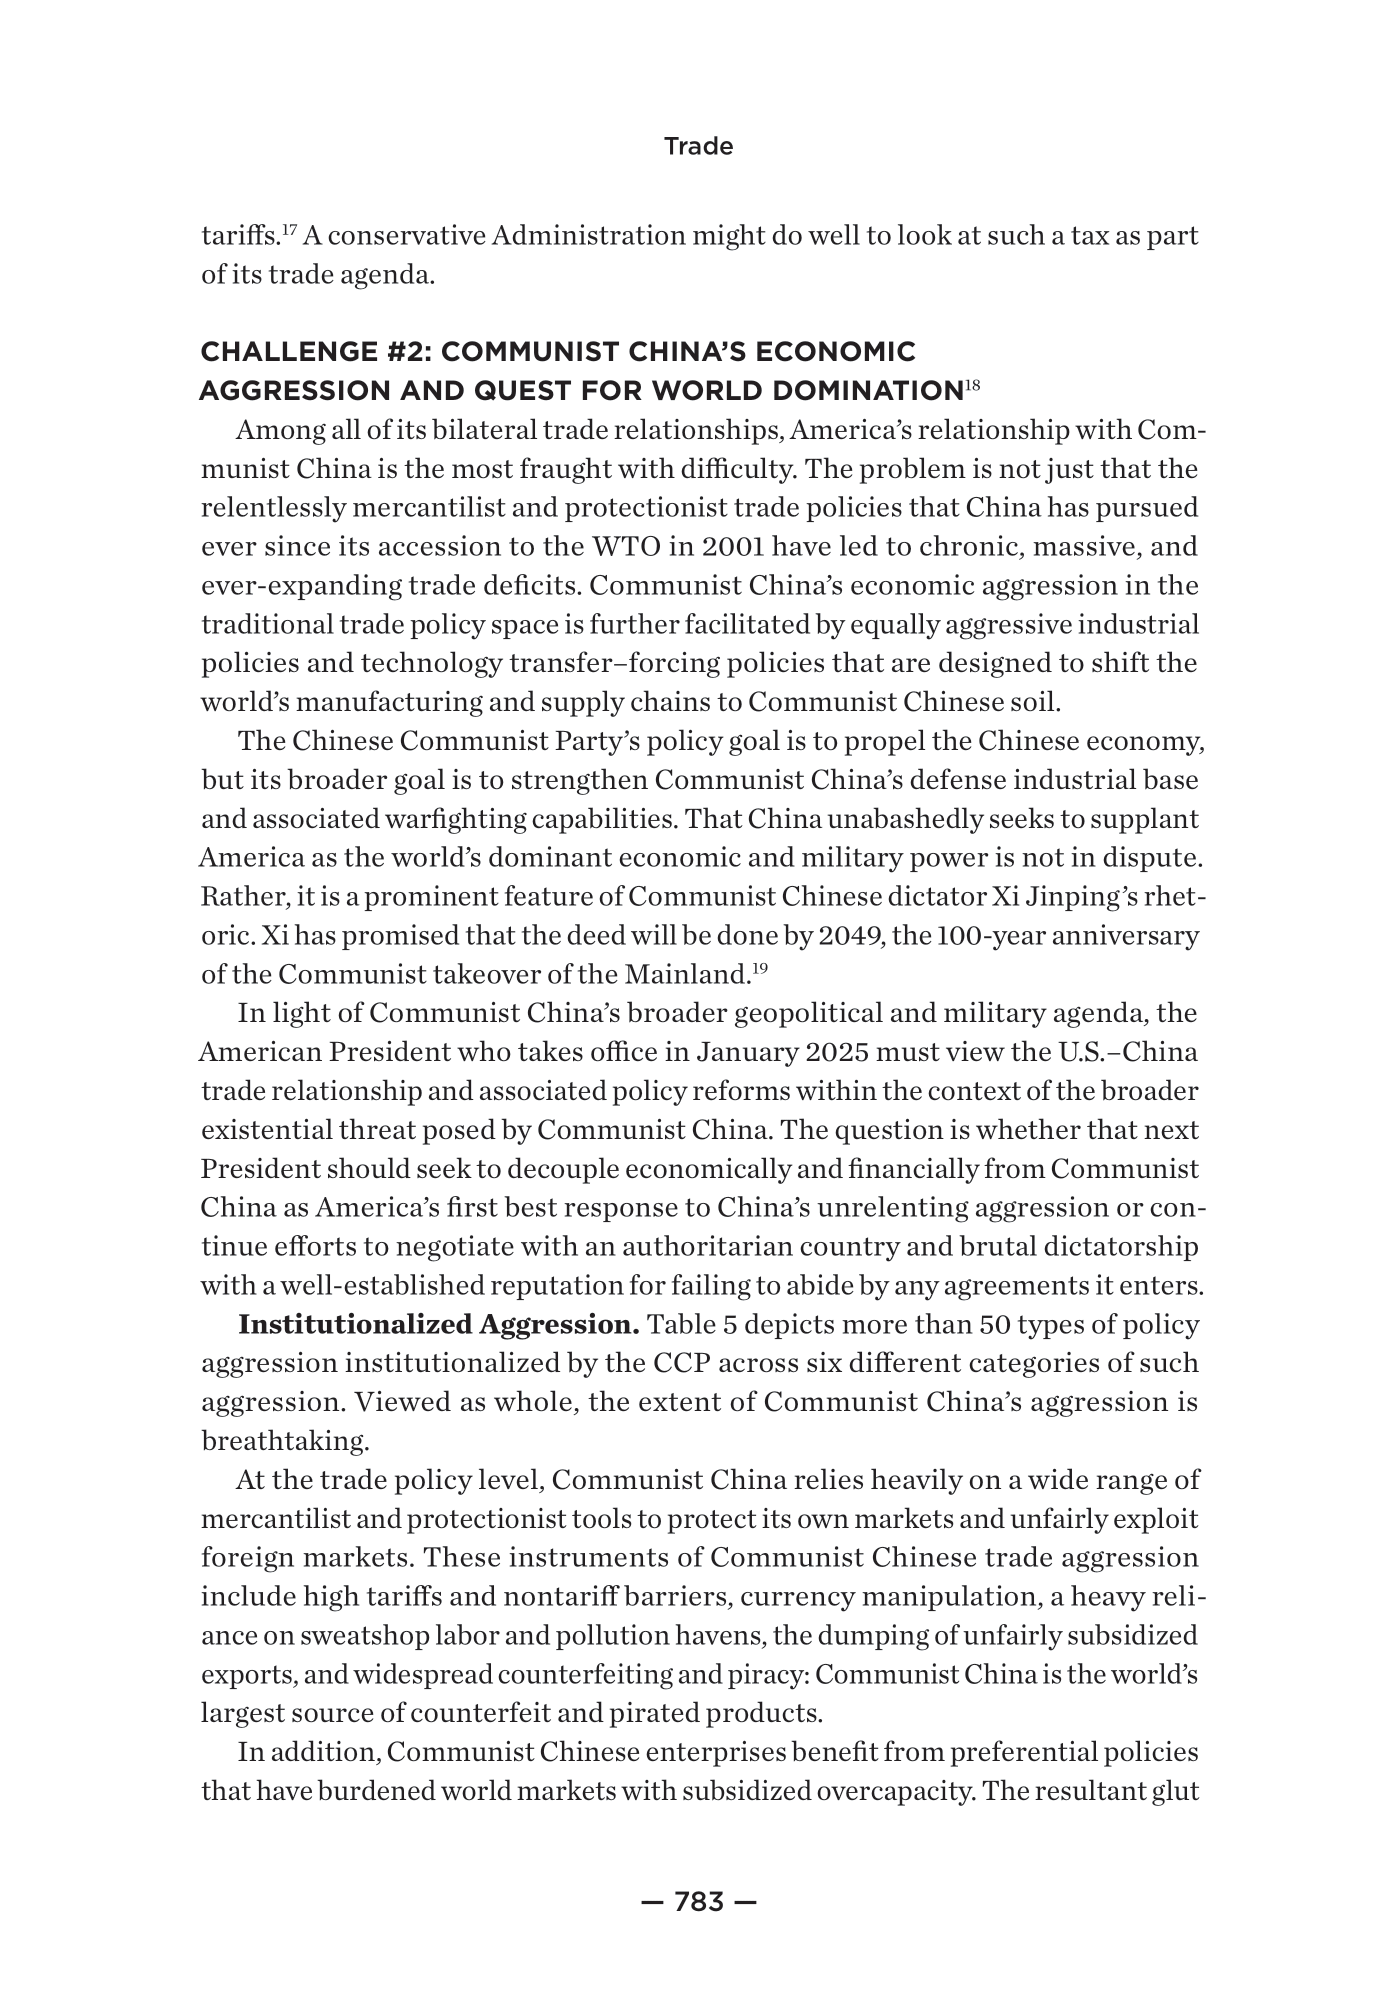 Trade
tariffs.17 A conservative Administration might do well to look at such a tax as part
of its trade agenda.
CHALLENGE #2: COMMUNIST CHINA’S ECONOMIC
AGGRESSION AND QUEST FOR WORLD DOMINATION18
Among all of its bilateral trade relationships, America’s relationship with Com-
munist China is the most fraught with difficulty. The problem is not just that the
relentlessly mercantilist and protectionist trade policies that China has pursued
ever since its accession to the WTO in 2001 have led to chronic, massive, and
ever-expanding trade deficits. Communist China’s economic aggression in the
traditional trade policy space is further facilitated by equally aggressive industrial
policies and technology transfer–forcing policies that are designed to shift the
world’s manufacturing and supply chains to Communist Chinese soil.
The Chinese Communist Party’s policy goal is to propel the Chinese economy,
but its broader goal is to strengthen Communist China’s defense industrial base
and associated warfighting capabilities. That China unabashedly seeks to supplant
America as the world’s dominant economic and military power is not in dispute.
Rather, it is a prominent feature of Communist Chinese dictator Xi Jinping’s rhet-
oric. Xi has promised that the deed will be done by 2049, the 100-year anniversary
of the Communist takeover of the Mainland.19
In light of Communist China’s broader geopolitical and military agenda, the
American President who takes office in January 2025 must view the U.S.–China
trade relationship and associated policy reforms within the context of the broader
existential threat posed by Communist China. The question is whether that next
President should seek to decouple economically and financially from Communist
China as America’s first best response to China’s unrelenting aggression or con-
tinue efforts to negotiate with an authoritarian country and brutal dictatorship
with a well-established reputation for failing to abide by any agreements it enters.
Institutionalized Aggression. Table 5 depicts more than 50 types of policy
aggression institutionalized by the CCP across six different categories of such
aggression. Viewed as whole, the extent of Communist China’s aggression is
breathtaking.
At the trade policy level, Communist China relies heavily on a wide range of
mercantilist and protectionist tools to protect its own markets and unfairly exploit
foreign markets. These instruments of Communist Chinese trade aggression
include high tariffs and nontariff barriers, currency manipulation, a heavy reli-
ance on sweatshop labor and pollution havens, the dumping of unfairly subsidized
exports, and widespread counterfeiting and piracy: Communist China is the world’s
largest source of counterfeit and pirated products.
In addition, Communist Chinese enterprises benefit from preferential policies
that have burdened world markets with subsidized overcapacity. The resultant glut
— 783 —